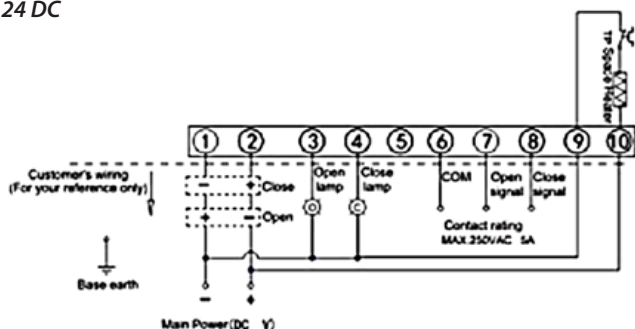 24 DC
TP Space Heater
1 2 3 4 5 6 7 8 9 10
Customer's wiring
(For your reference only)
- + Close
+ - Open
Open
lamp
Close
lamp
O
C
COM
Open
signal
Close
signal
Contact rating
MAX.250VAC 5A
Base earth
- +
Main Power(DC V)